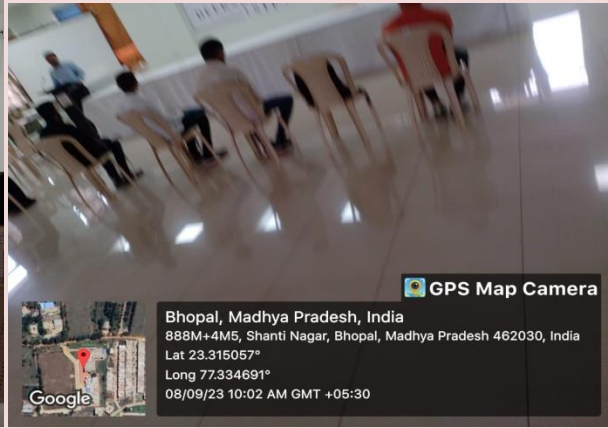 GPS Map Camera
Bhopal, Madhya Pradesh, India
888M+4M5, Shanti Nagar, Bhopal, Madhya Pradesh 462030, India
Lat 23.315057°
Long 77.334691°
08/09/23 10:02 AM GMT +05:30
Google